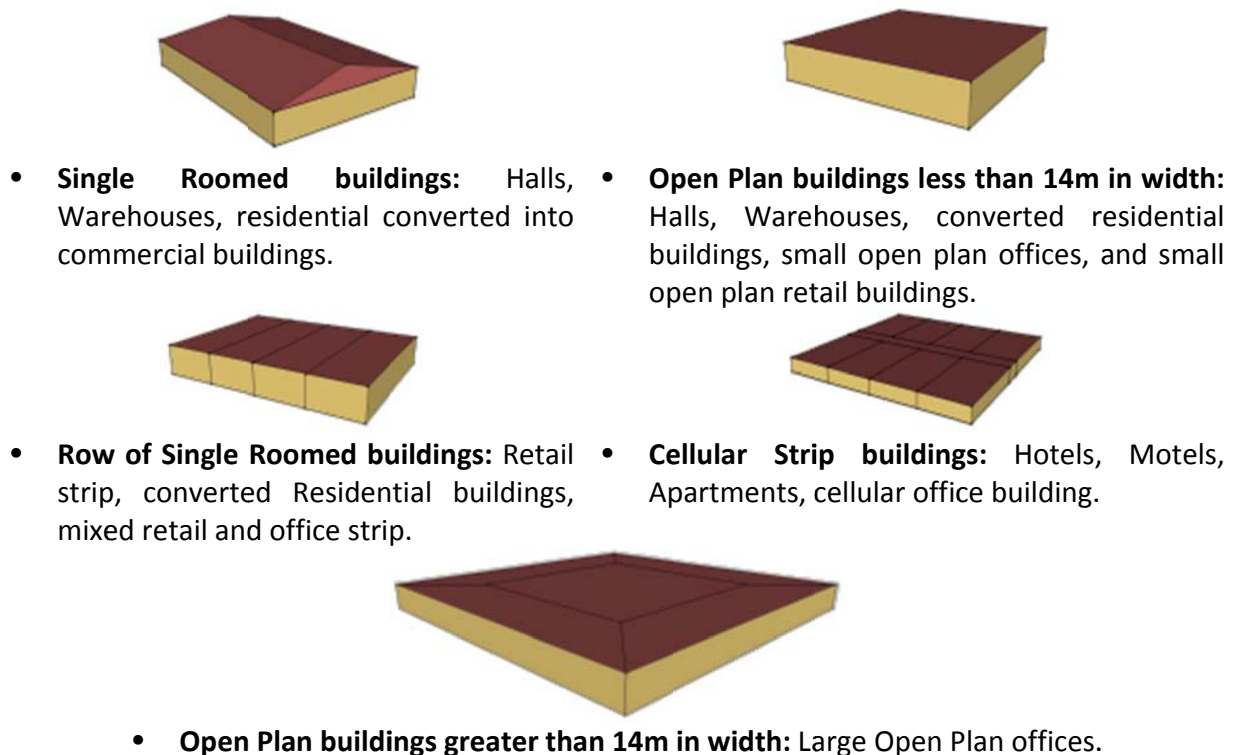 • Single Roomed buildings: Halls,
Warehouses, residential converted into
commercial buildings.
• Open Plan buildings less than 14m in width:
Halls, Warehouses, converted residential
buildings, small open plan offices, and small
open plan retail buildings.
• Row of Single Roomed buildings: Retail
strip, converted Residential buildings,
mixed retail and office strip.
• Cellular Strip buildings: Hotels, Motels,
Apartments, cellular office building.
• Open Plan buildings greater than 14m in width: Large Open Plan offices.